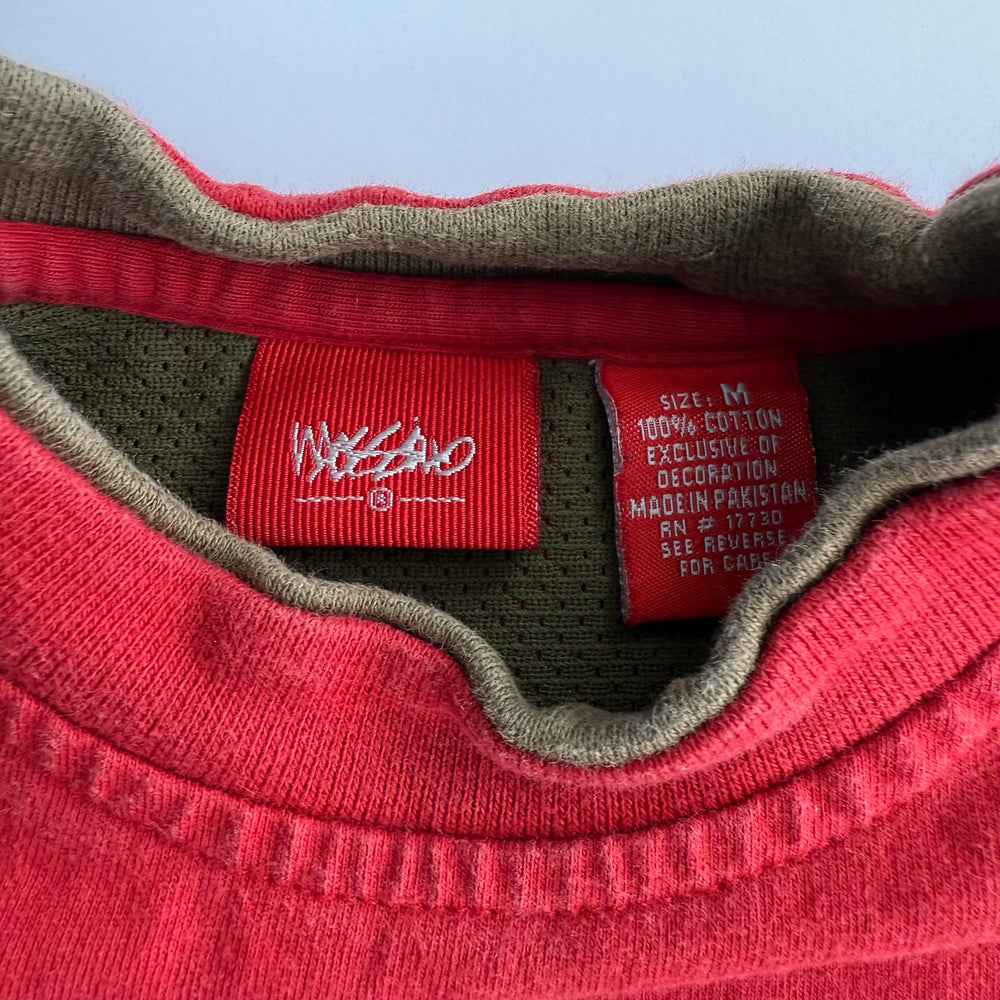 Mossimo
®
SIZE: M
100% COTTON
EXCLUSIVE OF
DECORATION
MADE IN PAKISTAN
RN # 17730
SEE REVERSE
FOR CARE